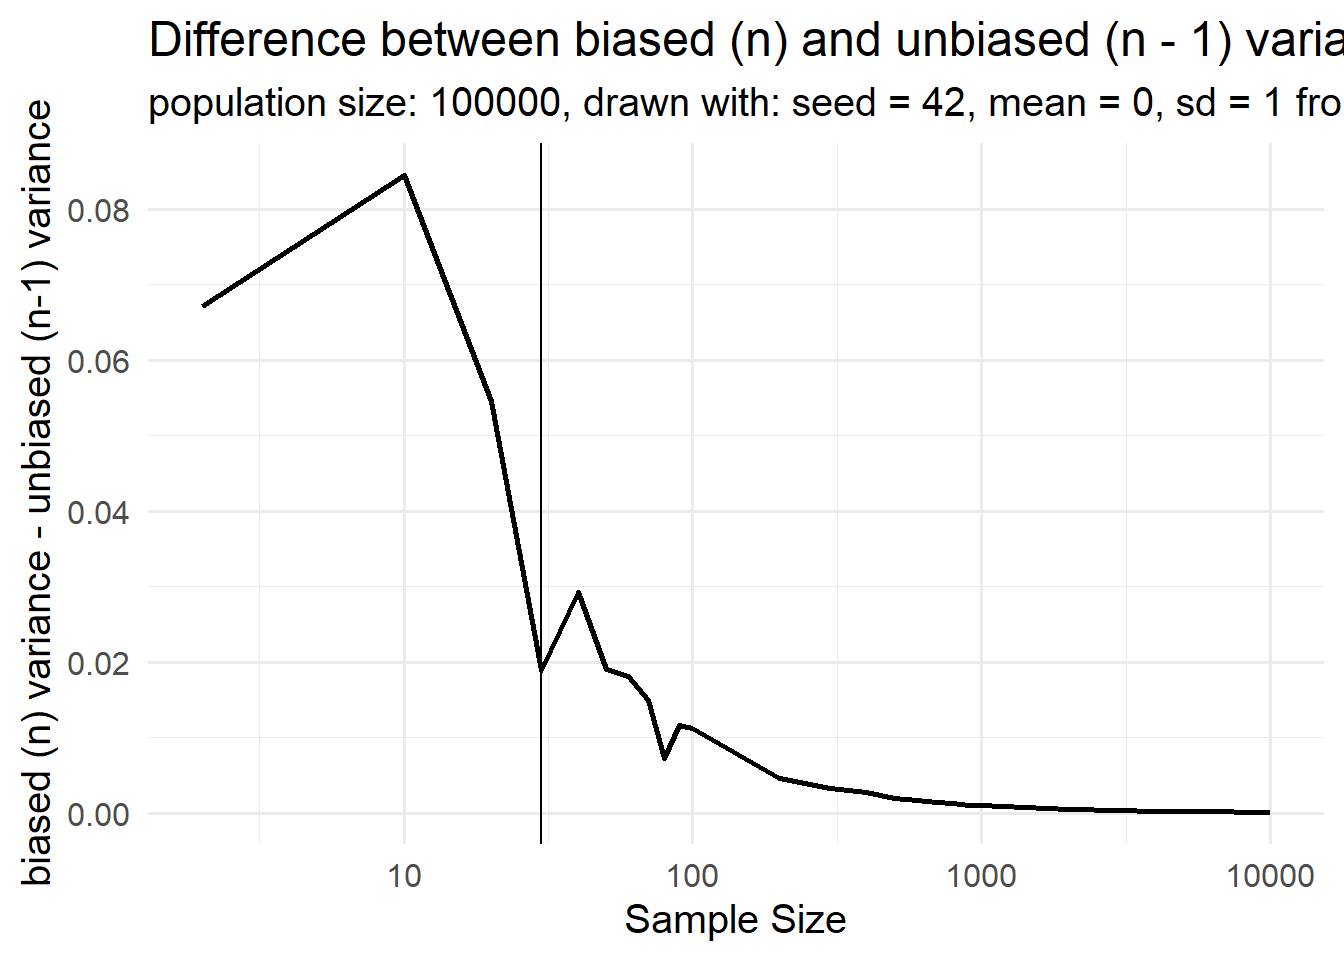 Difference between biased (n) and unbiased (n - 1)
population size: 100000, drawn with: seed = 42, mean = 0, sd = 1
biased (n) variance - unbiased (n-1) variance
0.08
0.06
0.04
0.02
0.00
10 100 1000 10000
Sample Size